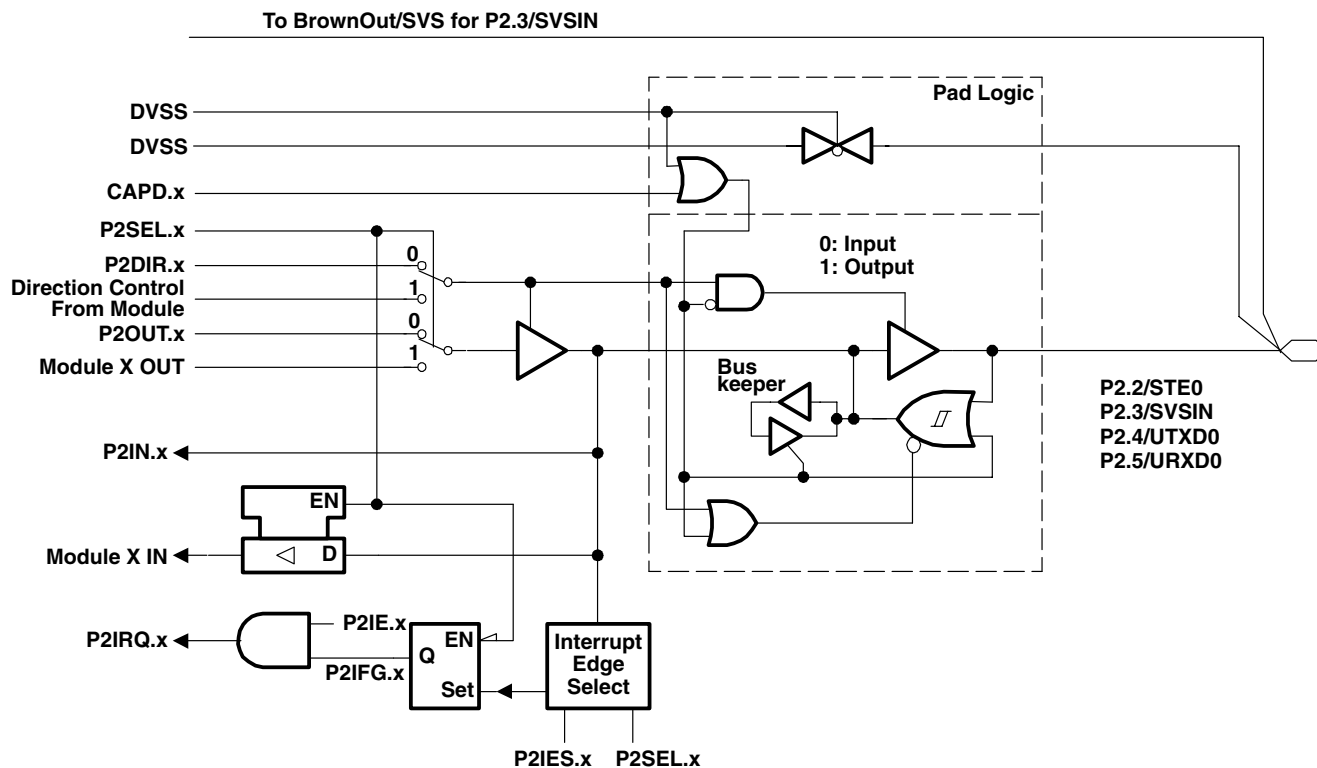 To BrownOut/SVS for P2.3/SVSIN
Pad Logic
DVSS
DVSS
CAPD.x
P2SEL.x
0: Input
1: Output
0
P2DIR.x
Direction Control
From Module
1
0
P2OUT.x
1
Module X OUT
Bus
keeper
P2.2/STE0
P2.3/SVSIN
P2.4/UTXD0
P2.5/URXD0
P2IN.x
EN
Module X IN
D
P2IE.x
P2IRQ.x
EN
Q
P2IFG.x
Set
Interrupt
Edge
Select
P2IES.x
P2SEL.x